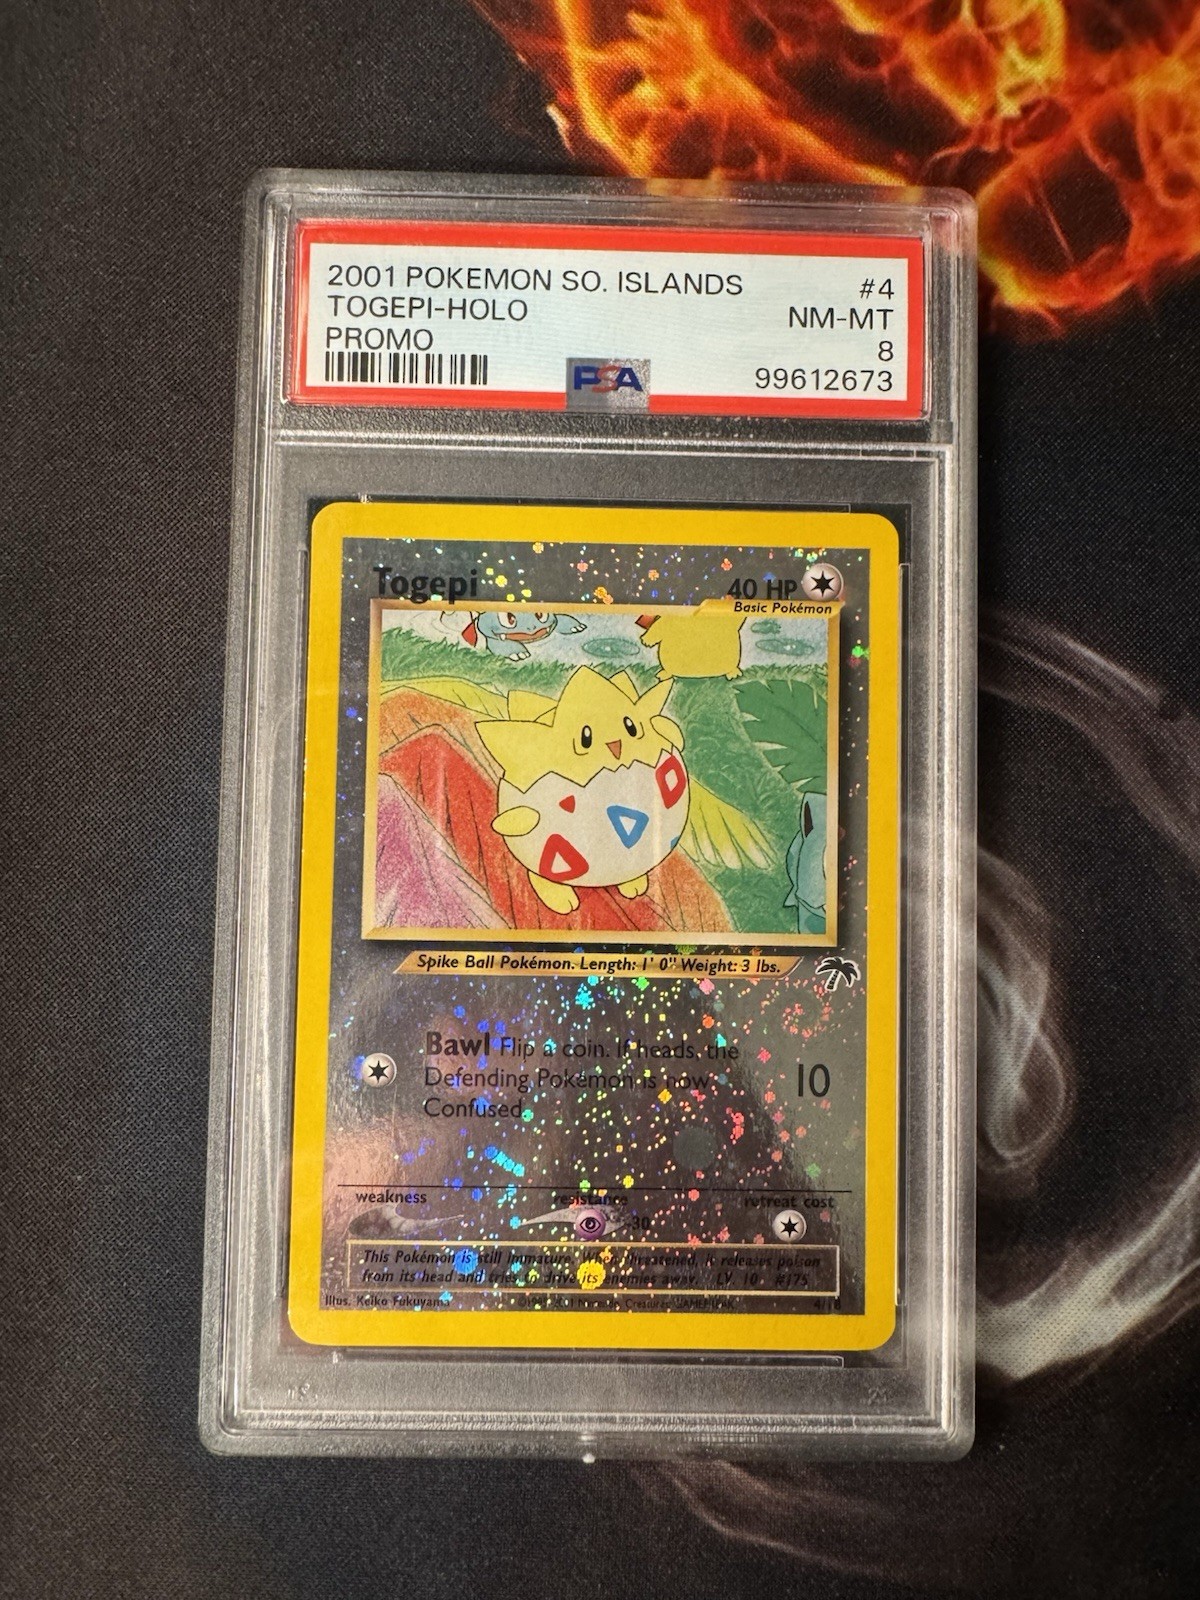 2001 POKEMON SO. ISLANDS #4
TOGEPI-HOLO NM-MT
PROMO 8
PSA 99612673
Togepi 40 HP
Basic Pokémon
Spike Ball Pokémon. Length: 1' 0" Weight: 3 lbs.
Bawl Flip a coin. If heads, the
Defending Pokémon is now
Confused.
10
weakness resistance retreat cost
-30
This Pokémon is still immature. When threatened, it releases poison
from its head and tries to drive its enemies away. LV. 10 #175
Illus. Keiko Fukuyama Nintendo, Creatures, GAMEFREAK. 4/18